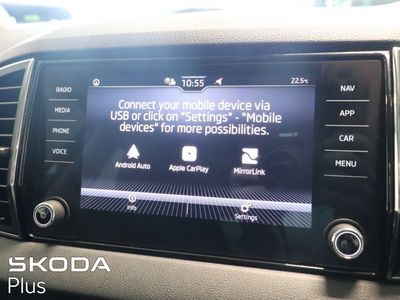 10:55
22.5°C
RADIO
MEDIA
PHONE
VOICE
Connect your mobile device via
USB or click on "Settings" - "Mobile
devices" for more possibilities.
Android Auto
Apple CarPlay
MirrorLink
Info
Settings
NAV
APP
CAR
MENU
ŠKODA
Plus